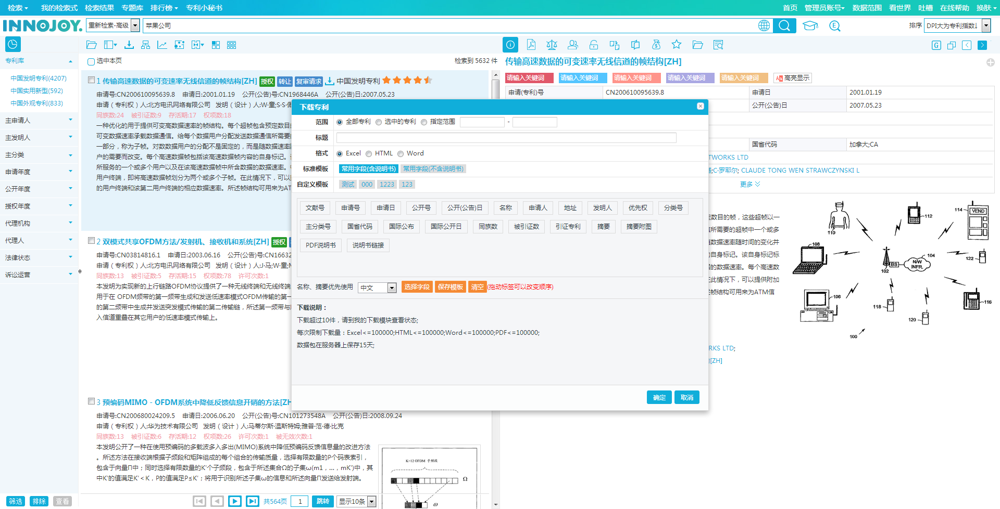 检索 我的检索式 检索结果 专题库 排行榜 专利小秘书 首页 管理员账号 数据范围 看世界 吐槽 在线帮助 换肤
INNOJOY. 重新检索-高级 苹果公司 排序 DPI大为专利指数↓
专利库
中国发明专利(4207)
中国实用新型(592)
中国外观专利(833)
主申请人
主发明人
主分类
申请年度
公开年度
授权年度
代理机构
代理人
法律状态
诉讼运营
筛选 排除 查看
选中本页 检索到 5632 件
1 传输高速数据的可变速率无线信道的帧结构[ZH] 授权 转让 复审请求 中国发明专利
申请号:CN200610095639.8 申请日:2001.01.19 公开(公告)号:CN1968446A 公开(公告)日:2007.05.23
申请（专利权）人:北方电讯网络有限公司 发明（设计）人:W·童;S·S·
同族数:24 被引证数:9 存活期:17 权项数:18
一种优化的用于提供可变高数据速率的帧结构。每个超帧包含预定数目
可变数据速率承载数据通信。给每个数据用户分配发送数据通信所需要
一部分，称为子帧。对数数据用户的分配不是固定的，而是随数据速率
户的需要而改变。每个高速数据帧包括该高速数据帧内容的自身标记。
所服务的一个或多个用户以及在该高速数据帧中所含数据的数据速率。
用户终端，即将高速数据帧划分为两个或多个子帧。在此情况下，可以
的用户终端和该第二用户终端的相应数据速率。所述帧结构可用来为AT
2 双模式共享OFDM方法/发射机、接收机和系统[ZH] 授权
申请号:CN03814816.1 申请日:2003.06.16 公开(公告)号:CN16632
申请（专利权）人:北方电讯网络有限公司 发明（设计）人:J·马;W·童;
同族数:13 被引证数:5 存活期:15 权项数:78 许可次数:1
本发明为实现新的上行链路OFDM协议提供了一种无线终端和无线终端
用于在 OFDM频带的第一频带生成和发送低速率模式OFDM传输的第一
的第二频带中生成并发送突发模式传输的第二传输链，所述第一频带与
入信道重叠在其它用户的低速率模式传输上。
3 预编码MIMO－OFDM系统中降低反馈信息开销的方法[ZH
申请号:CN200680024209.5 申请日:2006.06.20 公开(公告)号:CN101273548A 公开(公告)日:2008.09.24
申请（专利权）人:华为技术有限公司 发明（设计）人:马蒂尔斯·温斯特姆;雅普·范·德·比克
同族数:13 被引证数:6 存活期:12 权项数:26 许可次数:1 被无效次数:1
本发明公开了一种在使用预编码的多载波多入多出(MIMO)系统中降低预编码反馈信息量的改进方法
。所述方法在接收端根据子频段和矩阵组成的每个组合的传输质量，选择有限数量的P个码表索引，
包含于向量Π中；同时选择有限数量的K′个子频段，包含于所述集合Ω的子集ω(m1，…，mK′)中，其
中K′的值满足K′＜K，P的值满足P≤K′；将用于识别所述子集ω的信息和所述向量Π发送给发射端。
K=12 OFDM 子频段
Ω
ω
共564页 1 跳转 显示10条
下载专利
范围 全部专利 选中的专利 指定范围 -
标题
格式 Excel HTML Word
标准模板 常用字段(含说明书) 常用字段(不含说明书)
自定义模板 测试 000 1223 123
文献号 申请号 申请日 公开号 公开(公告)日 名称 申请人 地址 发明人 优先权 分类号
主分类号 国省代码 国际公布 国际公开日 同族数 被引证数 引证专利 摘要 摘要附图
PDF说明书 说明书链接
名称、摘要优先使用 中文 选择字段 保存模板 清空 (拖动标签可以改变顺序)
下载说明：
下载超过10件，请到我的下载模块查看状态;
每次限制下载量：Excel<=100000;HTML<=100000;Word<=100000;PDF<=100000;
数据包在服务器上保存15天;
确定 取消
传输高速数据的可变速率无线信道的帧结构[ZH]
请输入关键词 请输入关键词 请输入关键词 请输入关键词 请输入关键词 高亮显示
申请(专利)号 CN200610095639.8 申请日 2001.01.19
公开(公告)日 2007.05.23
国省代码 加拿大;CA
TWORKS LTD
;C·罗耶尔; CLAUDE TONG WEN STRAWCZYNSKI L
更多
数目的帧，这些超帧以一
所需要的超帧中一个或多
数据速率随时间的变化并
自身标记。该自身标记标
的数据速率。每个高速数
此情况下，可以提供附加
帧结构可用来为ATM信
RKS LTD;
[ZH]
110
112
114 VEND
108
104
N/W
INFR.
BS
102
122
106
118
120
116
100